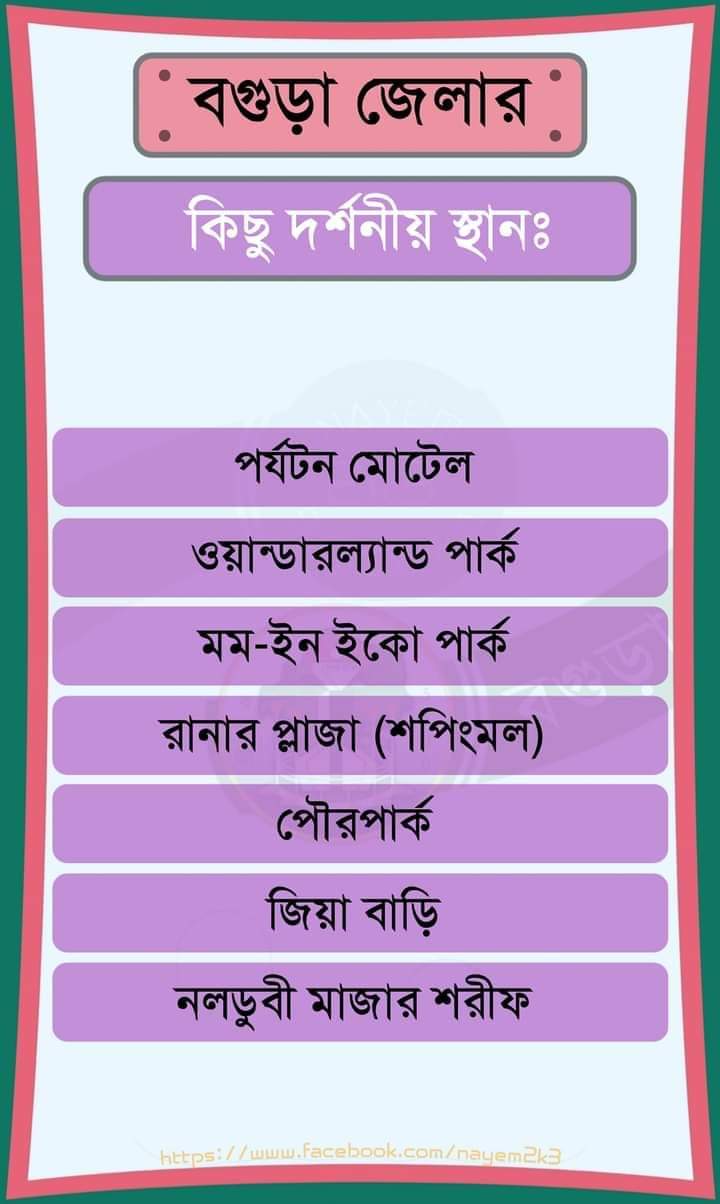 বগুড়া জেলার
কিছু দর্শনীয় স্থানঃ
পর্যটন মোটেল
ওয়ান্ডারল্যান্ড পার্ক
মম-ইন ইকো পার্ক
রানার প্লাজা (শপিংমল)
পৌরপার্ক
জিয়া বাড়ি
নলডুবী মাজার শরীফ
https://www.facebook.com/nayem2k3